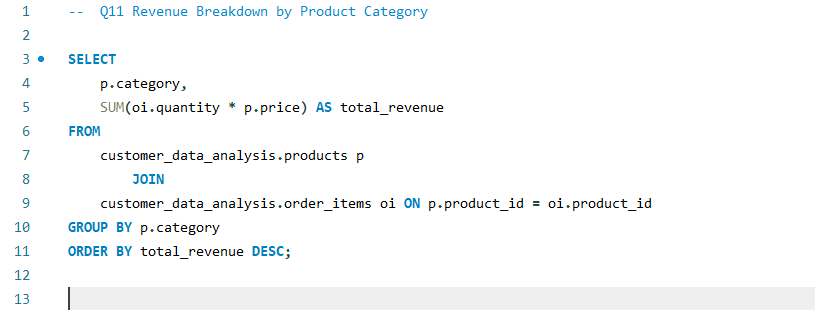 1 -- Q11 Revenue Breakdown by Product Category
2
3 SELECT
4 p.category,
5 SUM(oi.quantity * p.price) AS total_revenue
6 FROM
7 customer_data_analysis.products p
8 JOIN
9 customer_data_analysis.order_items oi ON p.product_id = oi.product_id
10 GROUP BY p.category
11 ORDER BY total_revenue DESC;
12
13